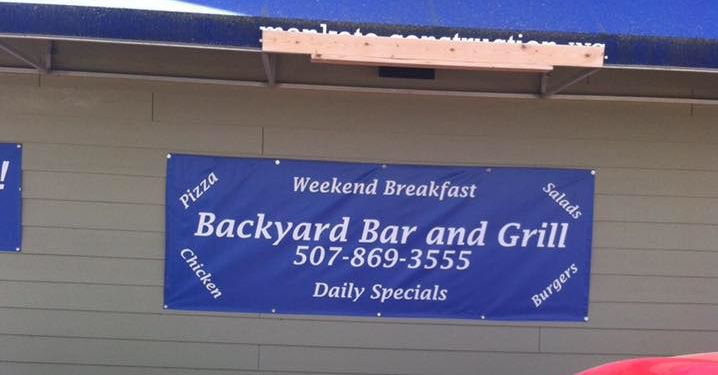 !
Weekend Breakfast
Pizza
Salads
Backyard Bar and Grill
507-869-3555
Chicken
Burgers
Daily Specials